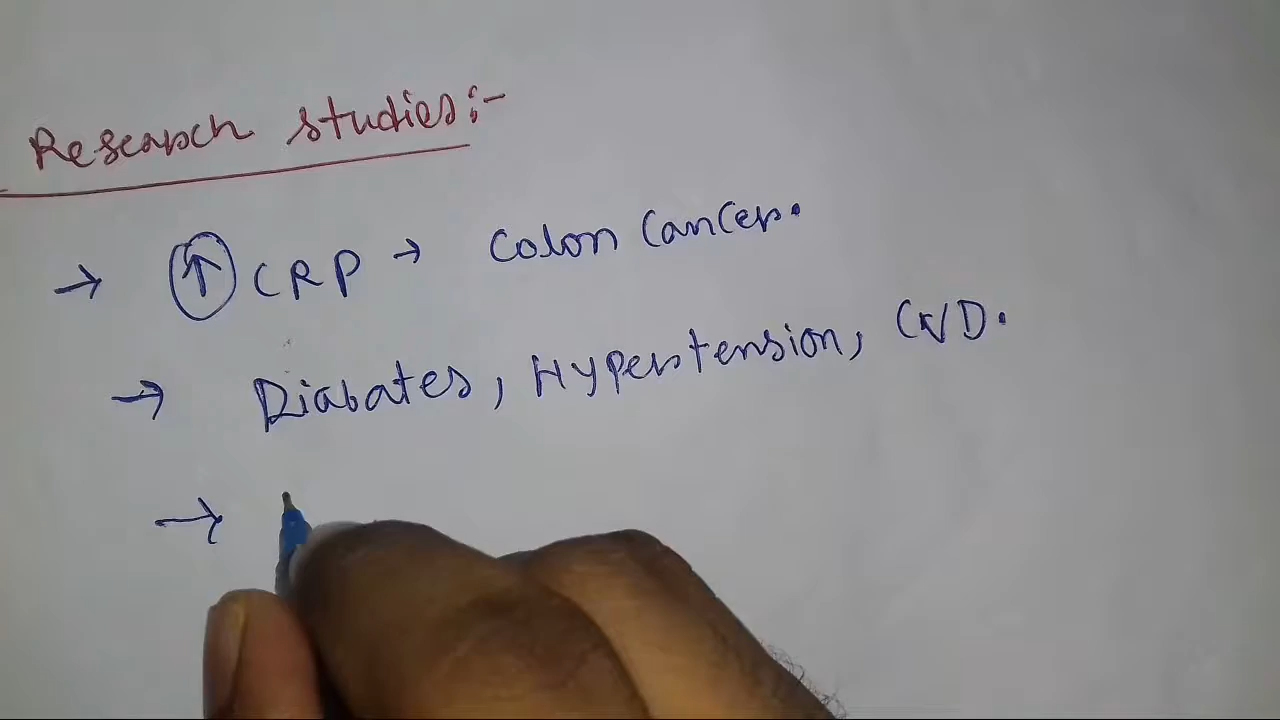 Research studies:-
→ ↑ CRP → Colon Cancer.
→ Diabates, Hypertension, CVD.
→